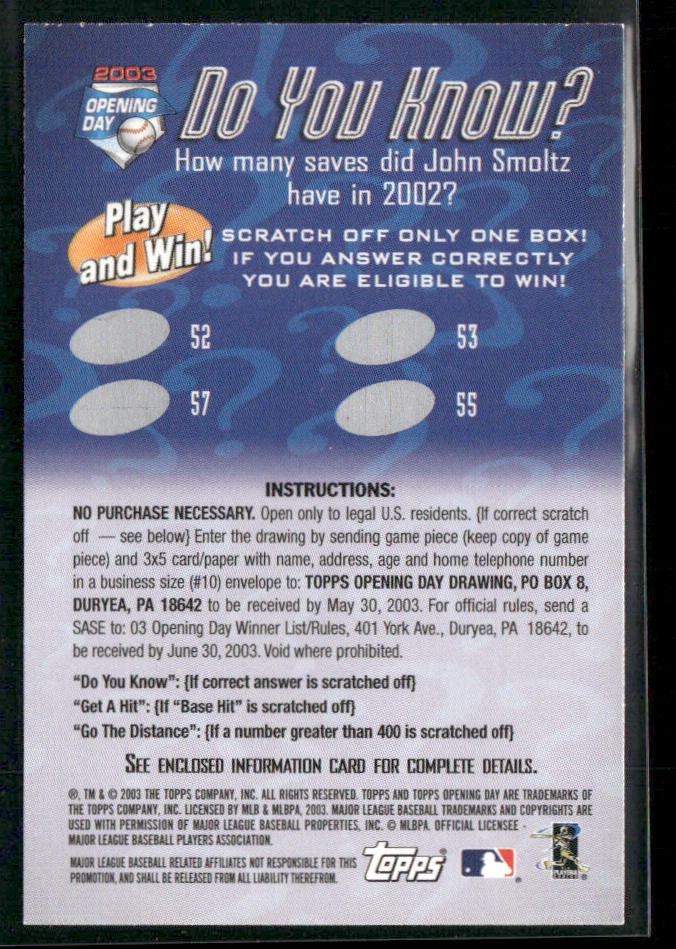 2003
OPENING
DAY
Do You Know?
How many saves did John Smoltz
have in 2002?
Play
and Win!
SCRATCH OFF ONLY ONE BOX!
IF YOU ANSWER CORRECTLY
YOU ARE ELIGIBLE TO WIN!
52 53
57 55
INSTRUCTIONS:
NO PURCHASE NECESSARY. Open only to legal U.S. residents. {If correct scratch
off — see below} Enter the drawing by sending game piece (keep copy of game
piece) and 3x5 card/paper with name, address, age and home telephone number
in a business size (#10) envelope to: TOPPS OPENING DAY DRAWING, PO BOX 8,
DURYEA, PA 18642 to be received by May 30, 2003. For official rules, send a
SASE to: 03 Opening Day Winner List/Rules, 401 York Ave., Duryea, PA 18642, to
be received by June 30, 2003. Void where prohibited.
"Do You Know": {If correct answer is scratched off}
"Get A Hit": {If "Base Hit" is scratched off}
"Go The Distance": {If a number greater than 400 is scratched off}
SEE ENCLOSED INFORMATION CARD FOR COMPLETE DETAILS.
®, TM & © 2003 THE TOPPS COMPANY, INC. ALL RIGHTS RESERVED. TOPPS AND TOPPS OPENING DAY ARE TRADEMARKS OF
THE TOPPS COMPANY, INC. LICENSED BY MLB & MLBPA, 2003. MAJOR LEAGUE BASEBALL TRADEMARKS AND COPYRIGHTS ARE
USED WITH PERMISSION OF MAJOR LEAGUE BASEBALL PROPERTIES, INC. © MLBPA. OFFICIAL LICENSEE -
MAJOR LEAGUE BASEBALL PLAYERS ASSOCIATION.
MAJOR LEAGUE BASEBALL RELATED AFFILIATES NOT RESPONSIBLE FOR THIS
PROMOTION, AND SHALL BE RELEASED FROM ALL LIABILITY THEREFROM.
Topps®
®
PLAYERS
CHOICE
®